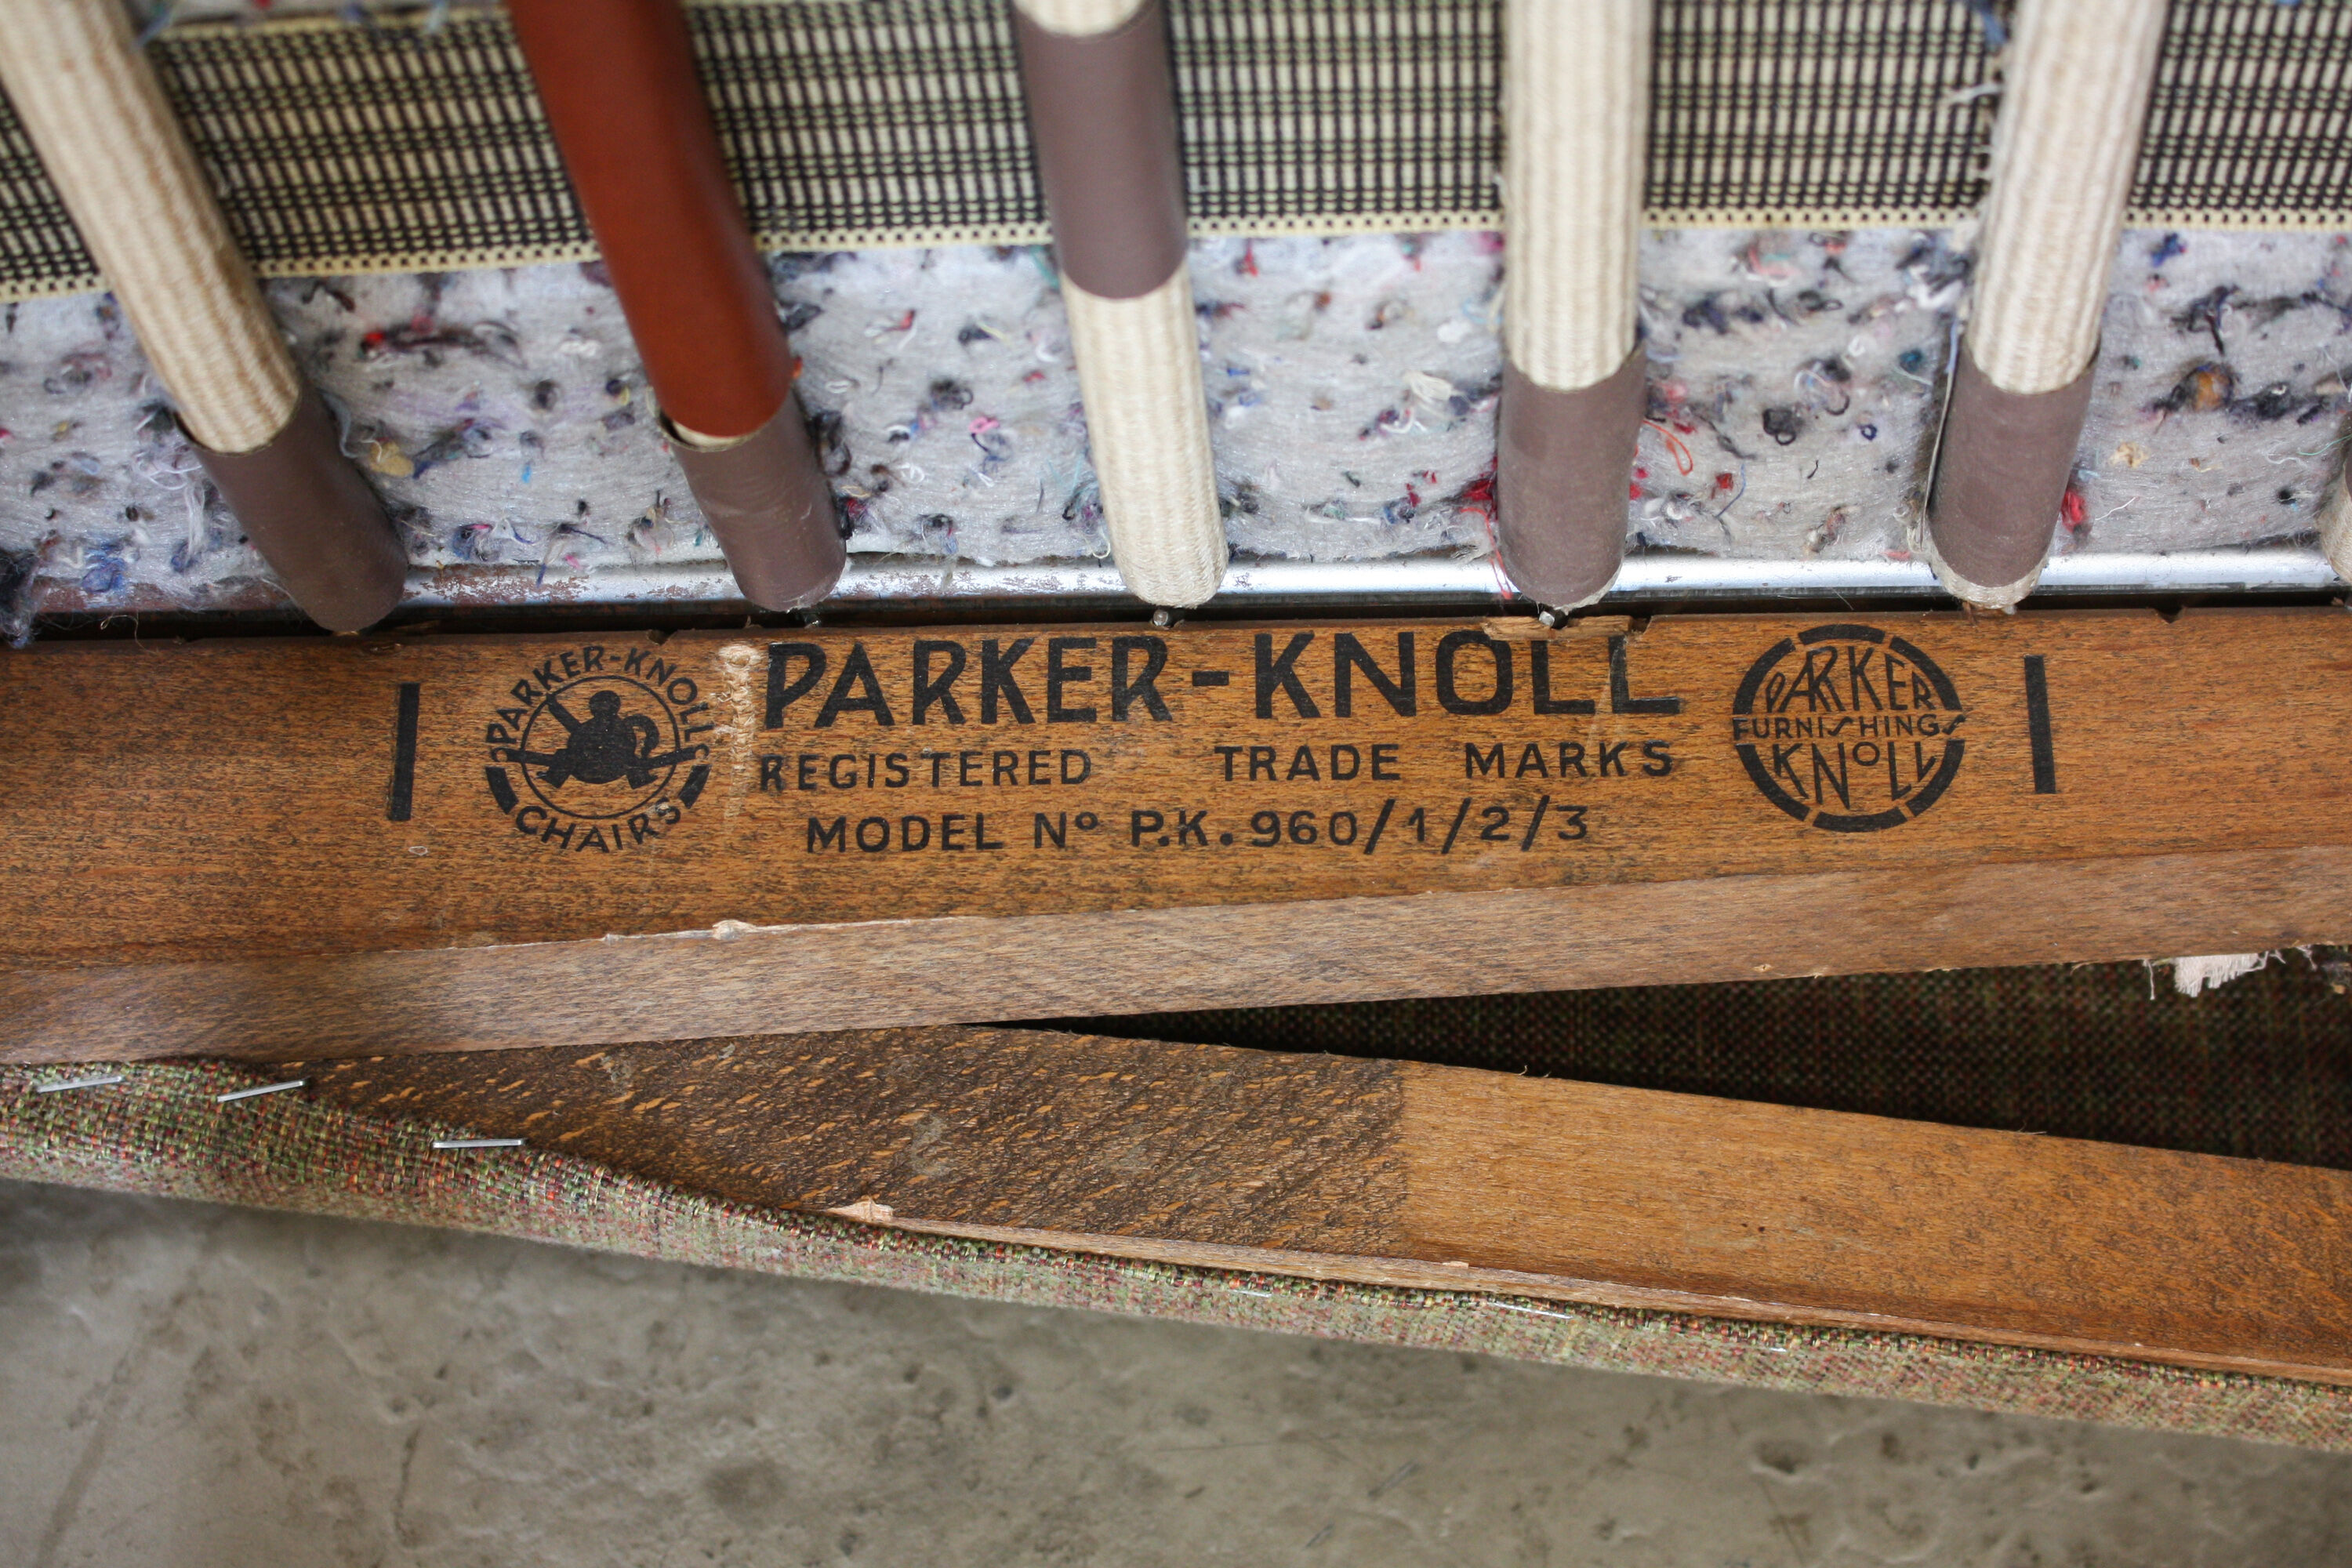 PARKER-KNOLL
CHAIRS
PARKER-KNOLL
REGISTERED TRADE MARKS
MODEL Nº P.K. 960/1/2/3
PARKER
FURNISHINGS
KNOLL